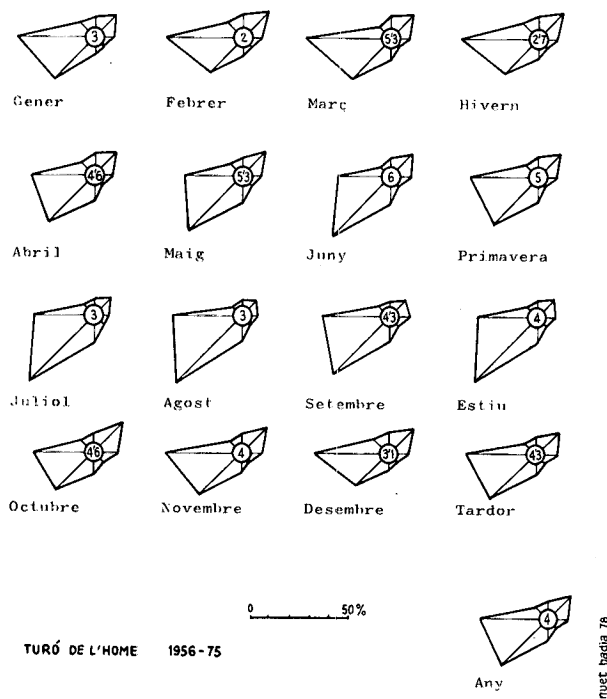 3 2 5'3 2'7
Gener Febrer Març Hivern
4'6 5'3 6 5
Abril Maig Juny Primavera
3 3 4'3 4
Juliol Agost Setembre Estiu
4'6 4 3'1 4'3
Octubre Novembre Desembre Tardor
0 50%
4
TURÓ DE L'HOME 1956-75
Any
nuet badia 78